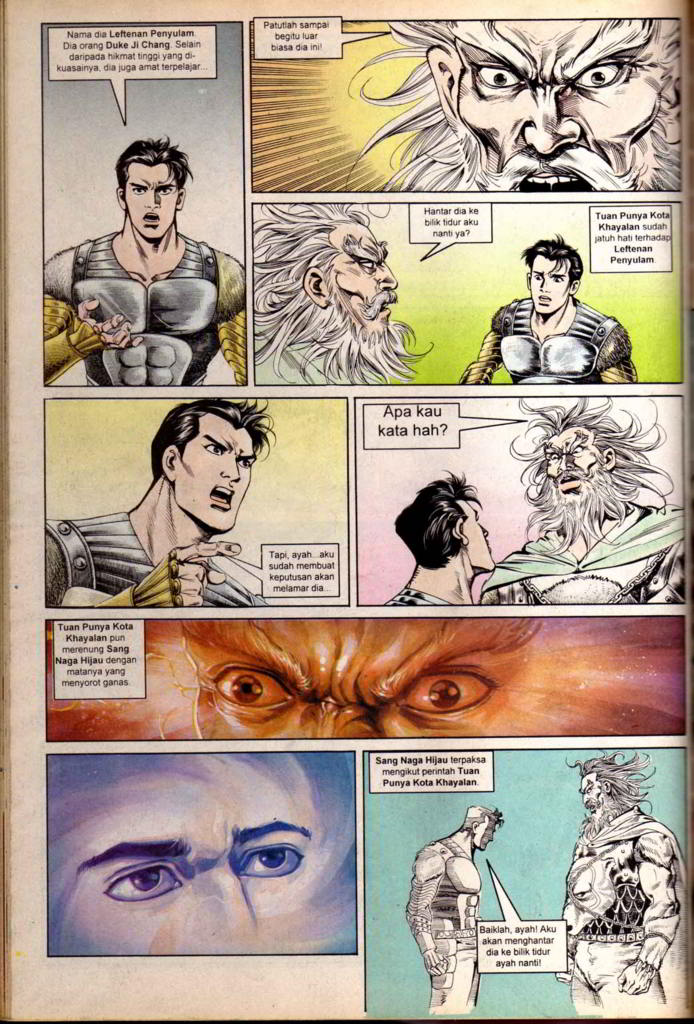 Nama dia Leftenan Penyulam.
Dia orang Duke Ji Chang. Selain
daripada hikmat tinggi yang di-
kuasainya, dia juga amat terpelajar...
Patutlah sampai
begitu luar
biasa dia ini!
Hantar dia ke
bilik tidur aku
nanti ya?
Tuan Punya Kota
Khayalan sudah
jatuh hati terhadap
Leftenan
Penyulam.
Tapi, ayah...aku
sudah membuat
keputusan akan
melamar dia...
Apa kau
kata hah?
Tuan Punya Kota
Khayalan pun
merenung Sang
Naga Hijau dengan
matanya yang
menyorot ganas.
Sang Naga Hijau terpaksa
mengikut perintah Tuan
Punya Kota Khayalan.
Baiklah, ayah! Aku
akan menghantar
dia ke bilik tidur
ayah nanti!